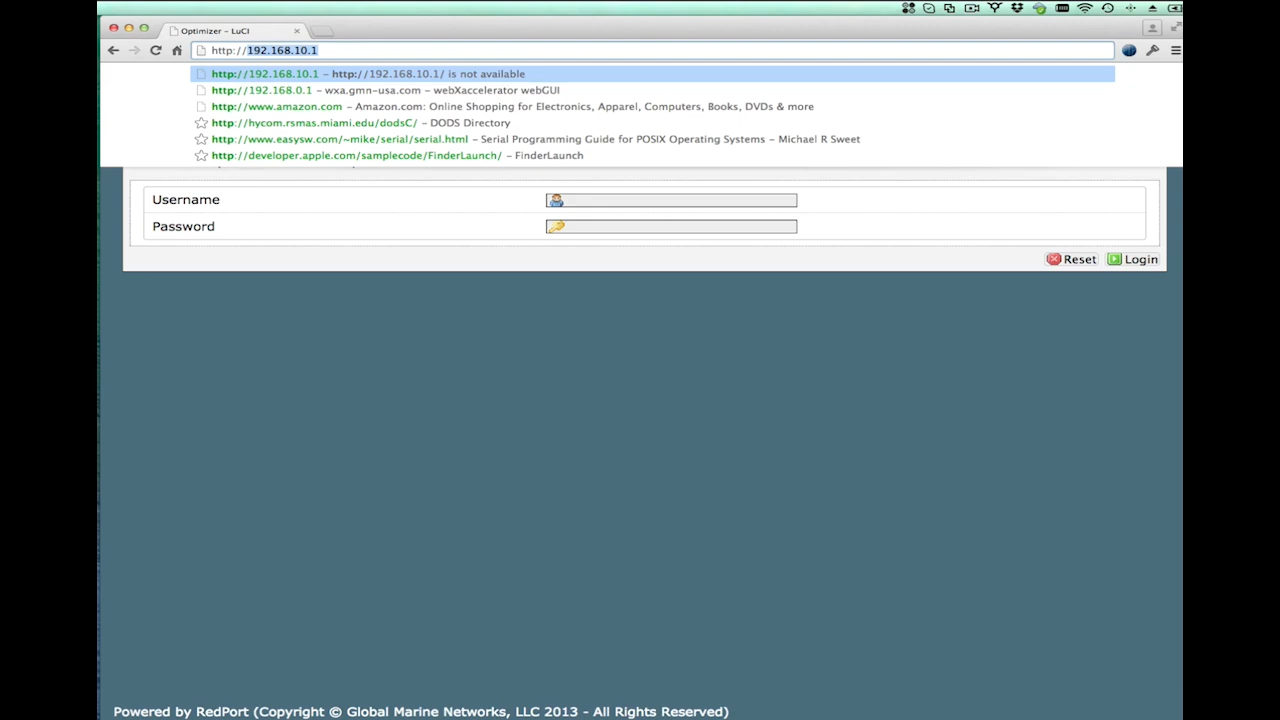 Optimizer – LuCI
http://192.168.10.1
http://192.168.10.1 – http://192.168.10.1/ is not available
http://192.168.0.1 – wxa.gmn-usa.com – webXaccelerator webGUI
http://www.amazon.com – Amazon.com: Online Shopping for Electronics, Apparel, Computers, Books, DVDs & more
http://hycom.rsmas.miami.edu/dodsC/ – DODS Directory
http://www.easysw.com/~mike/serial/serial.html – Serial Programming Guide for POSIX Operating Systems – Michael R Sweet
http://developer.apple.com/samplecode/FinderLaunch/ – FinderLaunch
Username
Password
Reset Login
Powered by RedPort (Copyright © Global Marine Networks, LLC 2013 - All Rights Reserved)